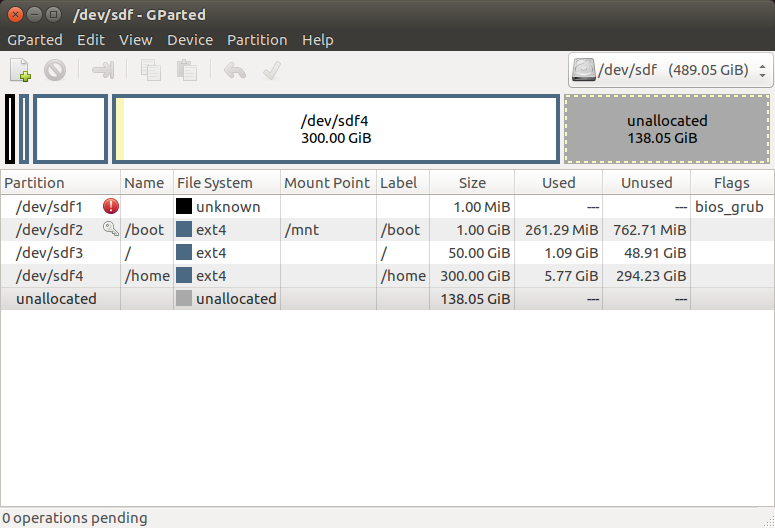 /dev/sdf - GParted
GParted Edit View Device Partition Help
/dev/sdf (489.05 GiB)
/dev/sdf4
300.00 GiB
unallocated
138.05 GiB
Partition Name File System Mount Point Label Size Used Unused Flags
/dev/sdf1 unknown 1.00 MiB --- --- bios_grub
/dev/sdf2 /boot ext4 /mnt /boot 1.00 GiB 261.29 MiB 762.71 MiB
/dev/sdf3 / ext4 / 50.00 GiB 1.09 GiB 48.91 GiB
/dev/sdf4 /home ext4 /home 300.00 GiB 5.77 GiB 294.23 GiB
unallocated unallocated 138.05 GiB --- ---
0 operations pending